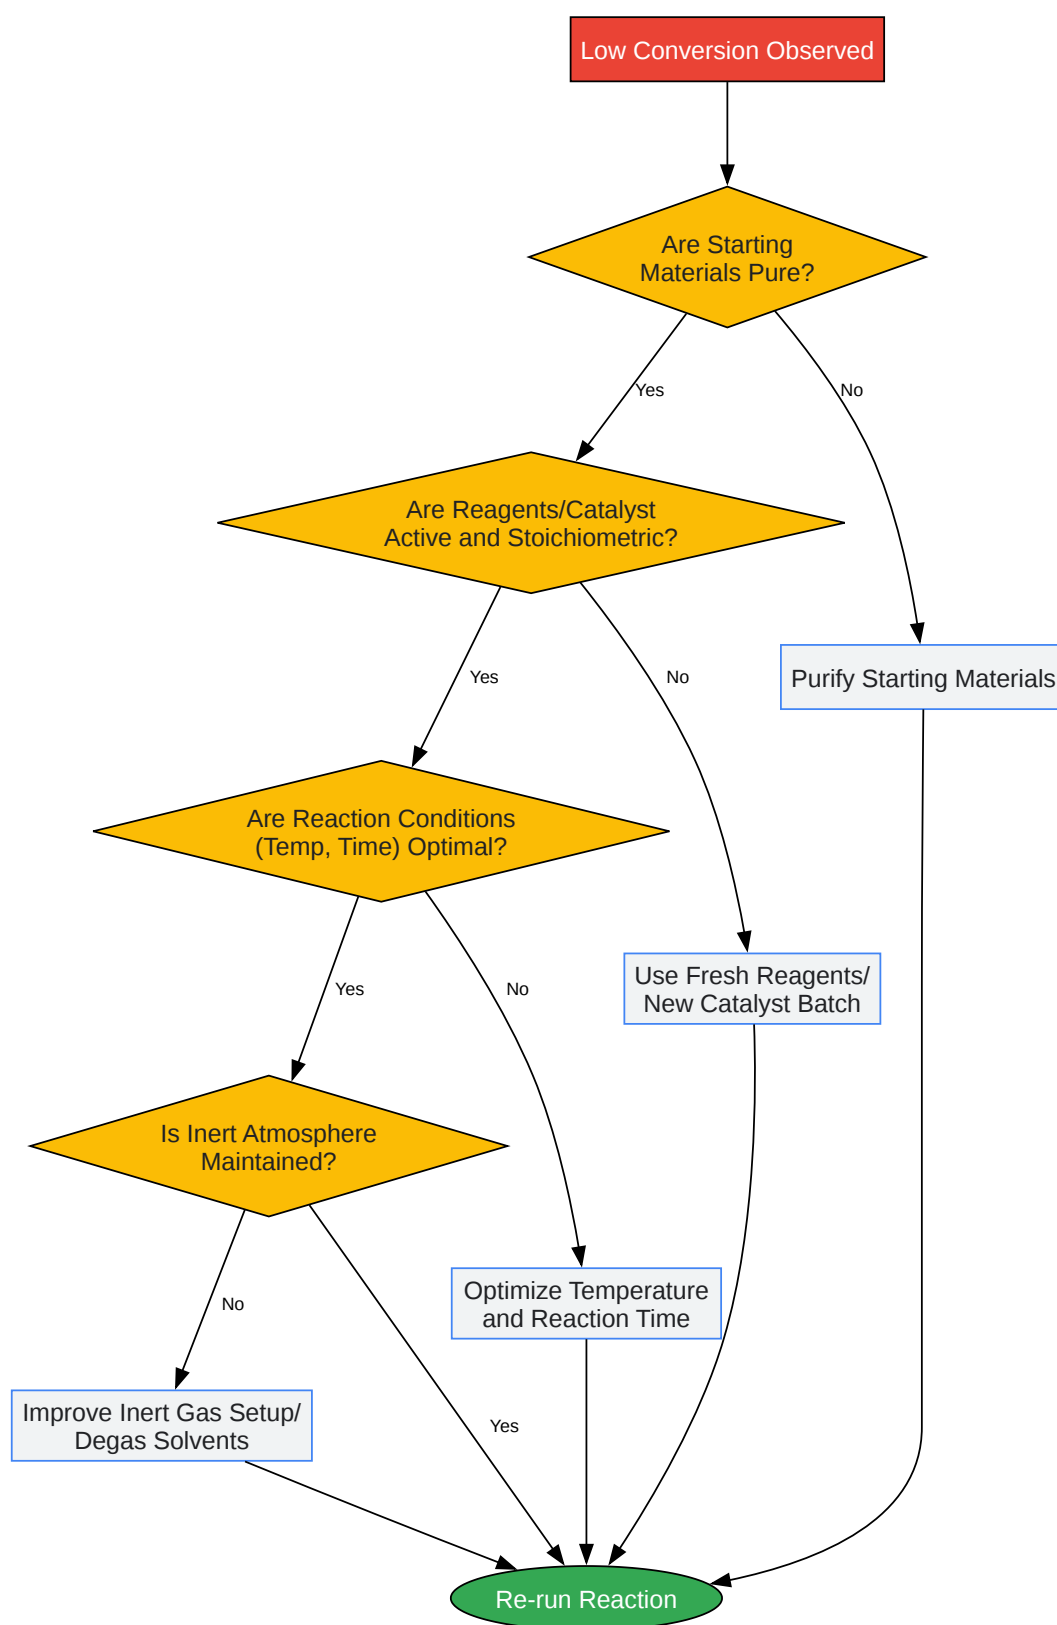 Low Conversion Observed
Are Starting
Materials Pure?
Yes
No
Are Reagents/Catalyst
Active and Stoichiometric?
Yes
No
Purify Starting Materials
Are Reaction Conditions
(Temp, Time) Optimal?
Yes
No
Use Fresh Reagents/
New Catalyst Batch
Is Inert Atmosphere
Maintained?
No
Yes
Optimize Temperature
and Reaction Time
Improve Inert Gas Setup/
Degas Solvents
Re-run Reaction